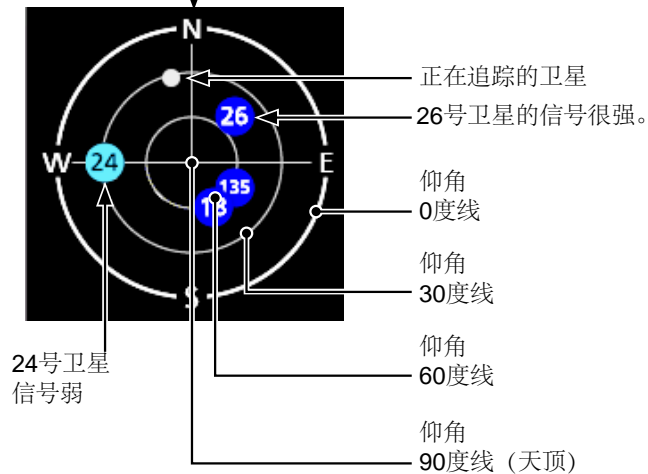 N
正在追踪的卫星
26
26号卫星的信号很强。
W
24
E
135
仰角
0度线
仰角
30度线
S
24号卫星
信号弱
仰角
60度线
仰角
90度线（天顶）